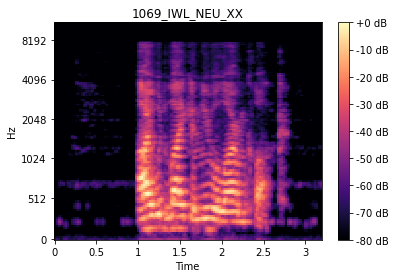 1069_IWL_NEU_XX
+0 dB
8192
-10 dB
4096
-20 dB
-30 dB
2048
Hz
-40 dB
1024
-50 dB
512
-60 dB
-70 dB
0
-80 dB
0 0.5 1 1.5 2 2.5 3
Time